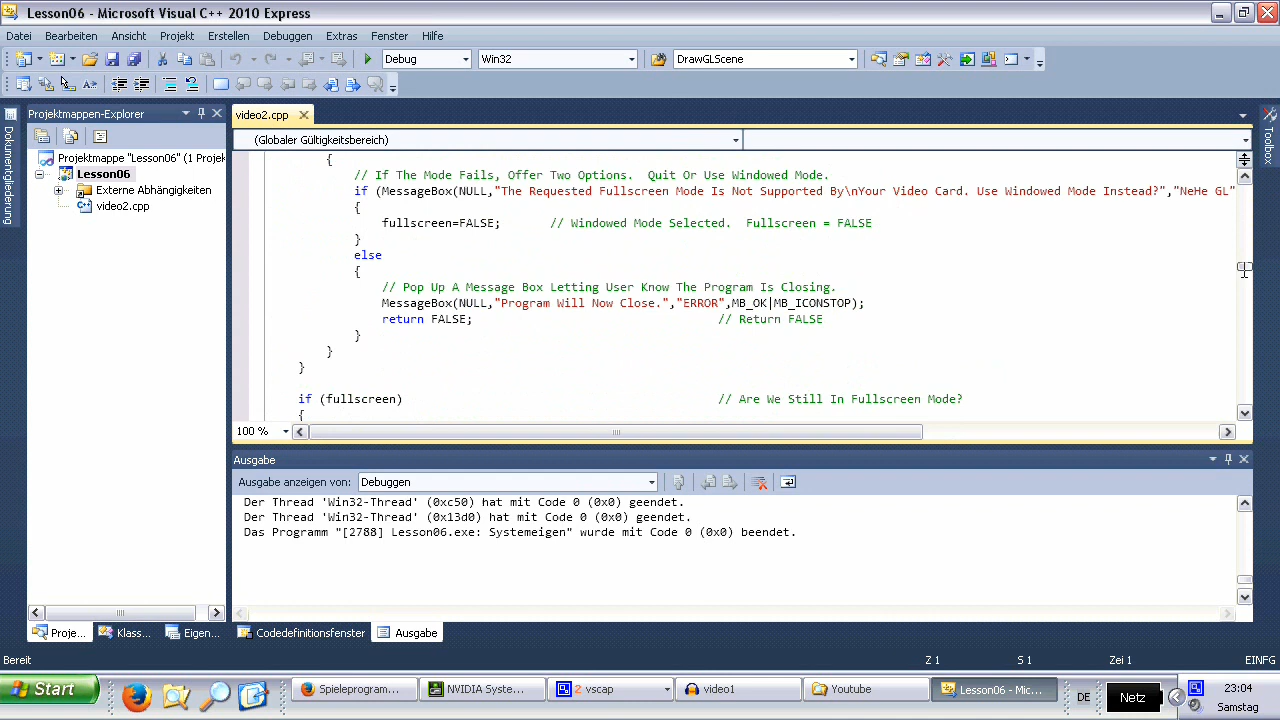 Lesson06 - Microsoft Visual C++ 2010 Express
Datei Bearbeiten Ansicht Projekt Erstellen Debuggen Extras Fenster Hilfe
Debug Win32 DrawGLScene
Projektmappen-Explorer
video2.cpp
(Globaler Gültigkeitsbereich)
Dokumentgliederung
Toolbox
Projektmappe "Lesson06" (1 Projek
Lesson06
Externe Abhängigkeiten
video2.cpp
{
// If The Mode Fails, Offer Two Options.  Quit Or Use Windowed Mode.
if (MessageBox(NULL,"The Requested Fullscreen Mode Is Not Supported By\nYour Video Card. Use Windowed Mode Instead?","NeHe GL"
{
fullscreen=FALSE; // Windowed Mode Selected.  Fullscreen = FALSE
}
else
{
// Pop Up A Message Box Letting User Know The Program Is Closing.
MessageBox(NULL,"Program Will Now Close.","ERROR",MB_OK|MB_ICONSTOP);
return FALSE; // Return FALSE
}
}
}
if (fullscreen) // Are We Still In Fullscreen Mode?
{
100 %
Ausgabe
Ausgabe anzeigen von: Debuggen
Der Thread 'Win32-Thread' (0xc50) hat mit Code 0 (0x0) geendet.
Der Thread 'Win32-Thread' (0x13d0) hat mit Code 0 (0x0) geendet.
Das Programm "[2788] Lesson06.exe: Systemeigen" wurde mit Code 0 (0x0) beendet.
Proje... Klass... Eigen... Codedefinitionsfenster Ausgabe
Bereit Z 1 S 1 Zei 1 EINFG
Start Spieleprogram... NVIDIA Syste... 2 vscap video1 Youtube Lesson06 - Mic... DE Netz 23:04
Samstag